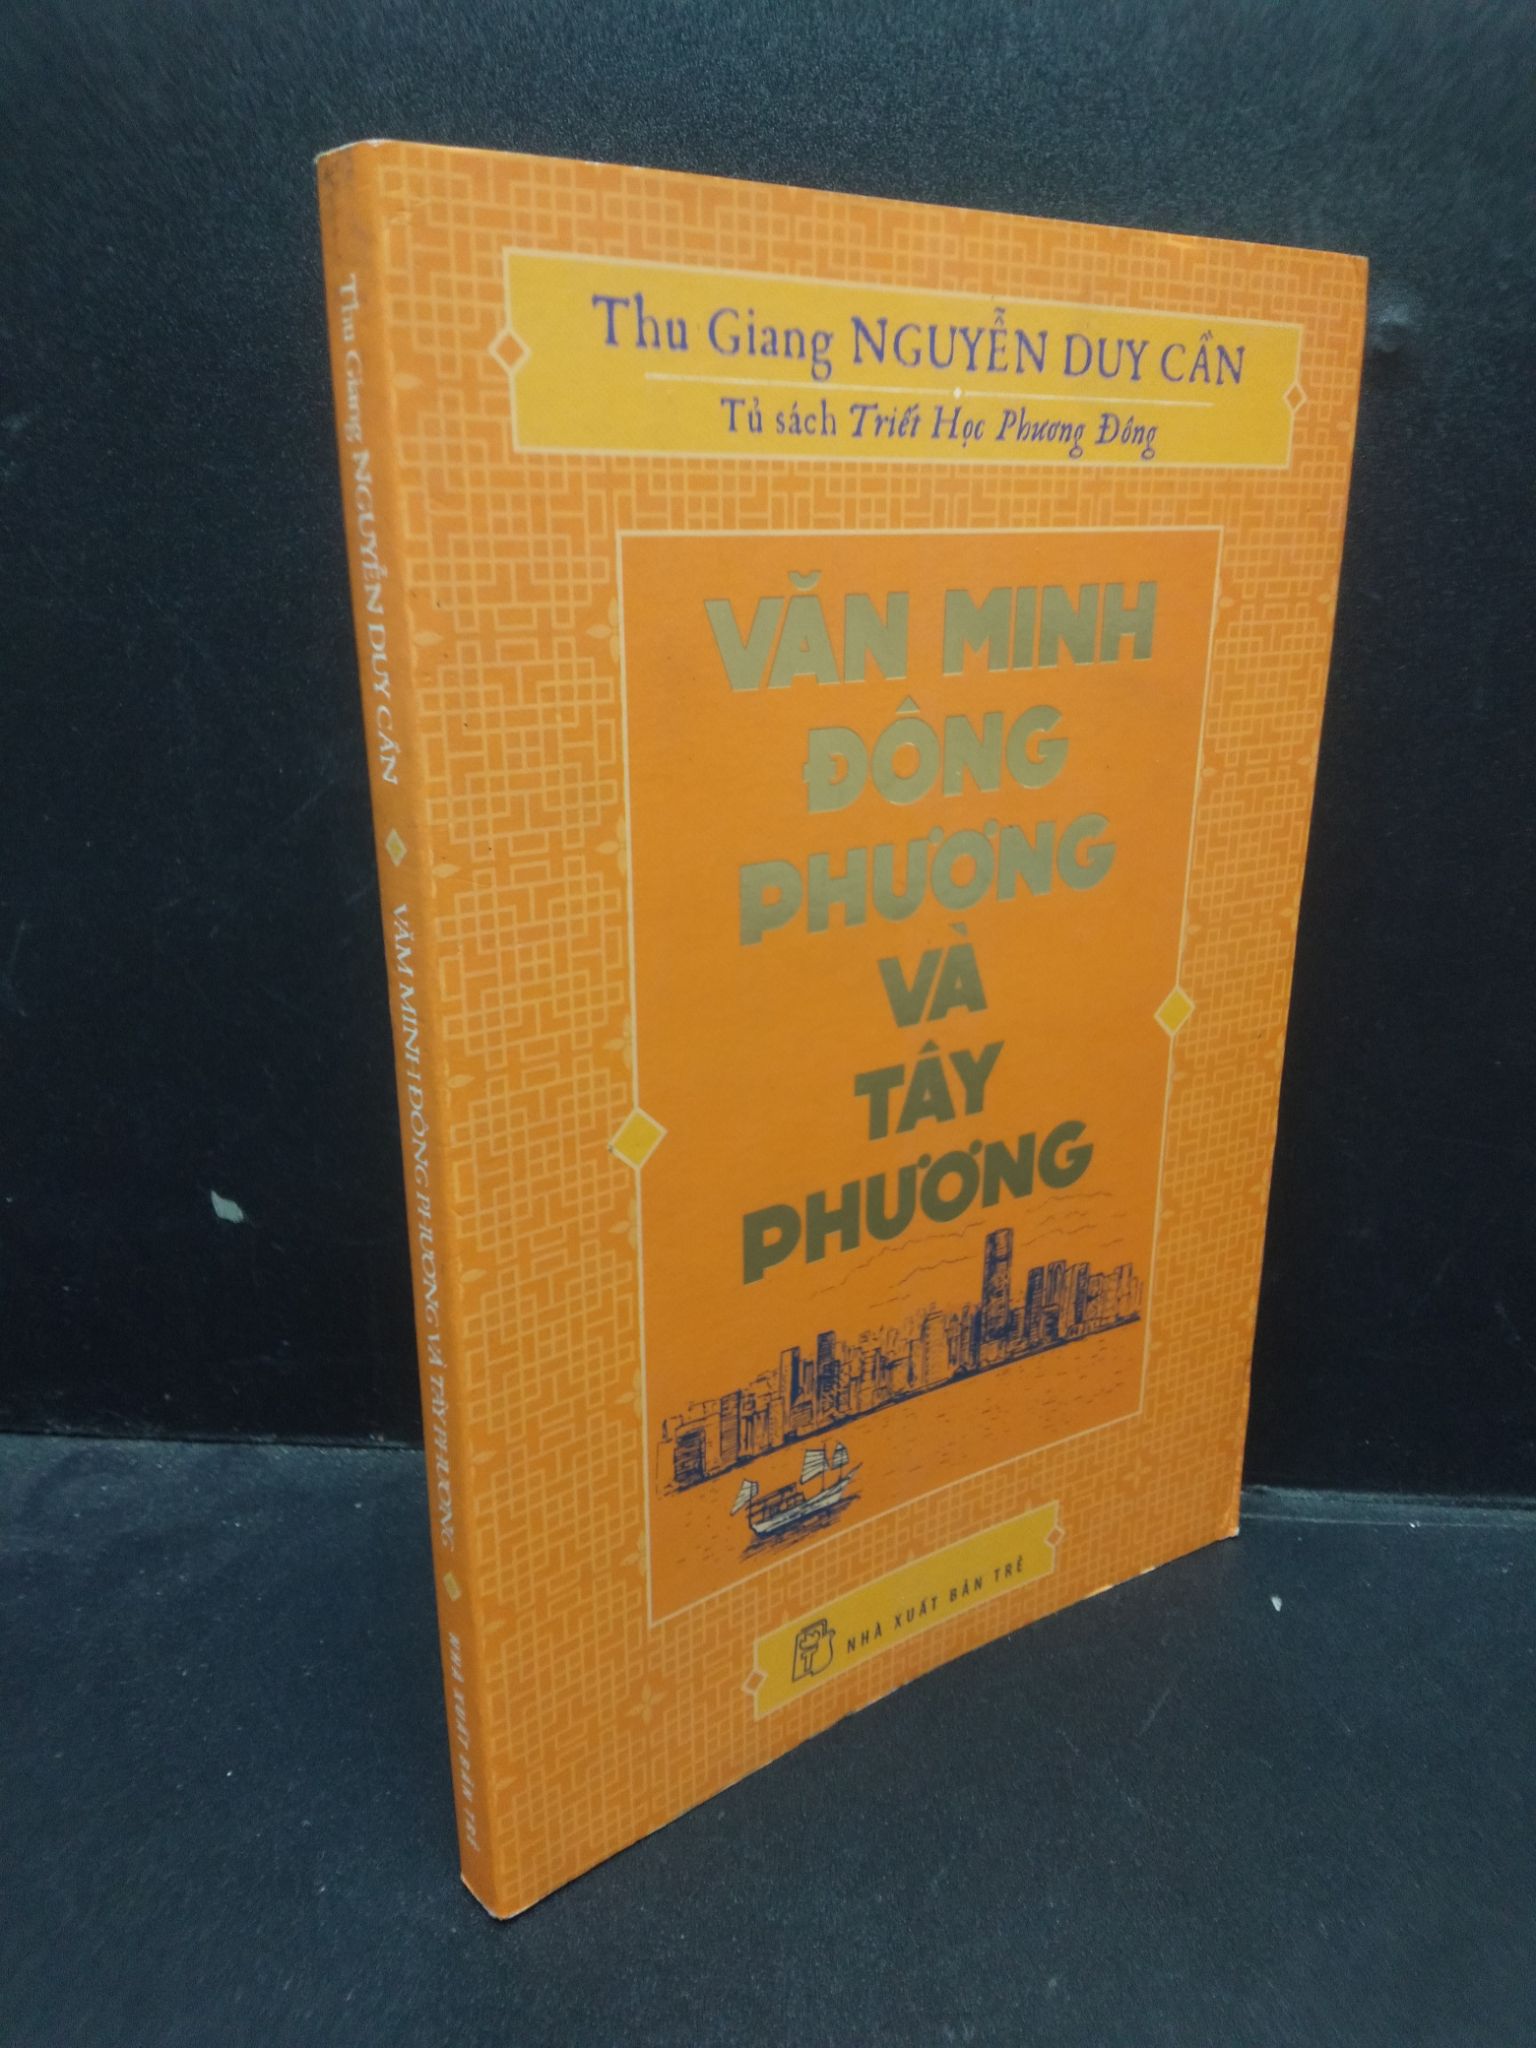 Thu Giang NGUYỄN DUY CẦN
Tủ sách Triết Học Phương Đông
VĂN MINH
ĐÔNG
PHƯƠNG
VÀ
TÂY
PHƯƠNG
NHÀ XUẤT BẢN TRẺ
Thu Giang NGUYỄN DUY CẦN VĂM MINH ĐÔNG PHƯƠNG VÀ TÂY PHƯƠNG NHÀ XUẤT BẢN TRẺ